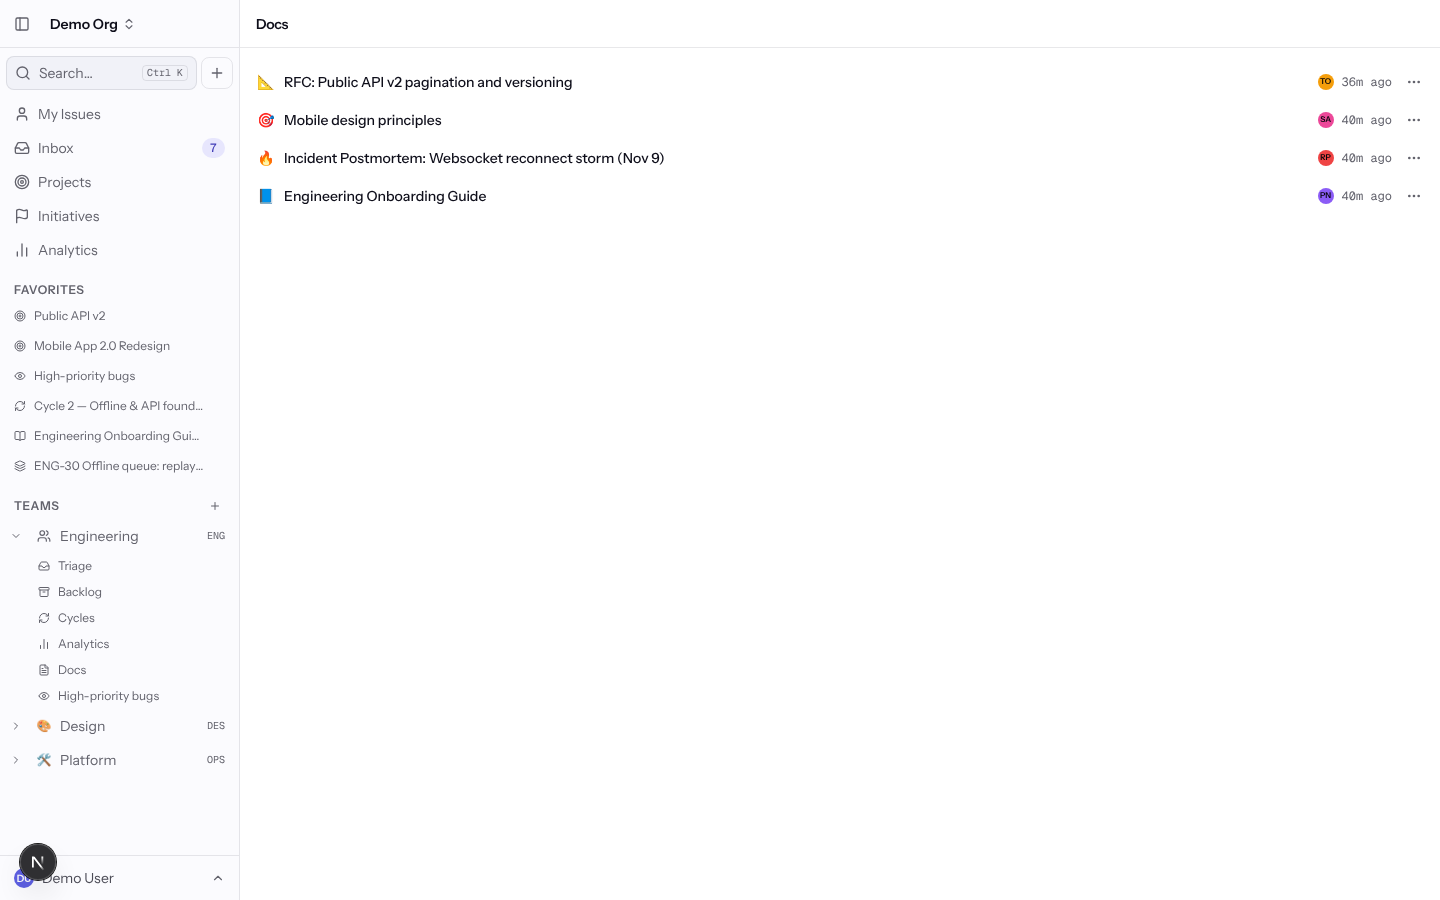 Demo Org
Search...
Ctrl K
My Issues
Inbox
7
Projects
Initiatives
Analytics
FAVORITES
Public API v2
Mobile App 2.0 Redesign
High-priority bugs
Cycle 2 — Offline & API found...
Engineering Onboarding Gui...
ENG-30 Offline queue: replay...
TEAMS
Engineering ENG
Triage
Backlog
Cycles
Analytics
Docs
High-priority bugs
Design DES
Platform OPS
Demo User
Docs
RFC: Public API v2 pagination and versioning TO 36m ago
Mobile design principles SA 40m ago
Incident Postmortem: Websocket reconnect storm (Nov 9) RP 40m ago
Engineering Onboarding Guide PN 40m ago